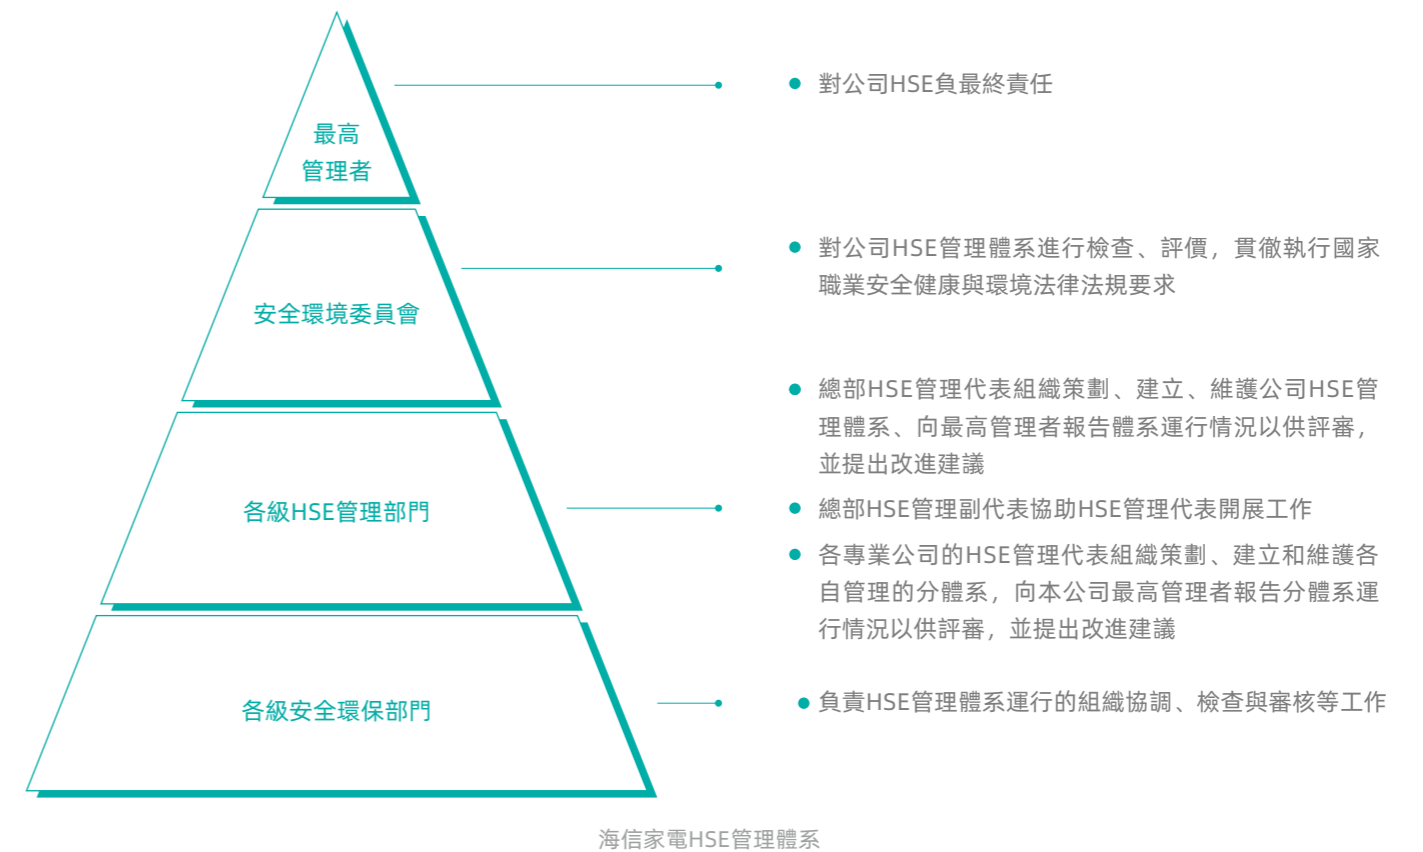 最高
管理者
對公司HSE負最終責任
安全環境委員會
對公司HSE管理體系進行檢查、評價，貫徹執行國家
職業安全健康與環境法律法規要求
各級HSE管理部門
總部HSE管理代表組織策劃、建立、維護公司HSE管
理體系、向最高管理者報告體系運行情況以供評審，
並提出改進建議
總部HSE管理副代表協助HSE管理代表開展工作
各專業公司的HSE管理代表組織策劃、建立和維護各
自管理的分體系，向本公司最高管理者報告分體系運
行情況以供評審，並提出改進建議
各級安全環保部門
負責HSE管理體系運行的組織協調、檢查與審核等工作
海信家電HSE管理體系